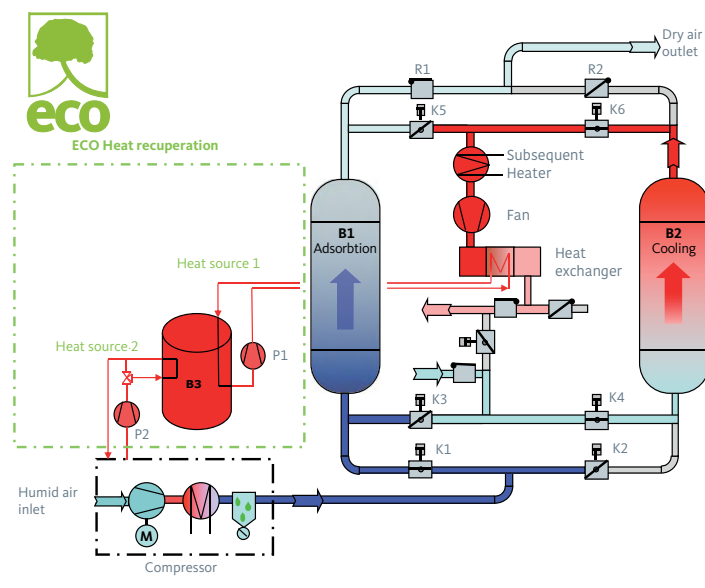 eco
ECO Heat recuperation
Dry air
outlet
R1
R2
K5
K6
Subsequent
Heater
Fan
B1
Adsorbtion
B2
Cooling
Heat
exchanger
Heat source 1
Heat source 2
P1
B3
P2
K3
K4
K1
K2
Humid air
inlet
M
Compressor